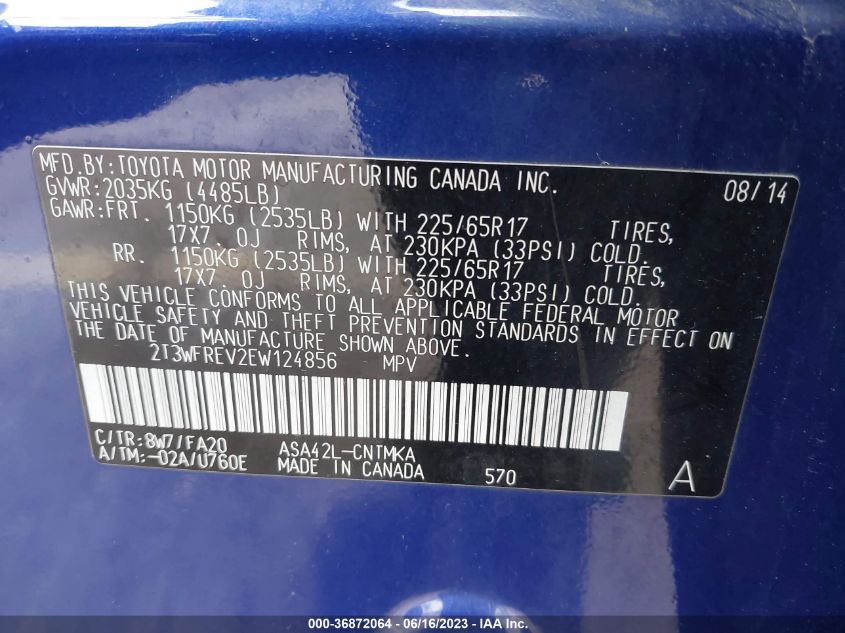 MFD.BY:TOYOTA MOTOR MANUFACTURING CANADA INC. 08/14
GVWR:2035KG (4485LB)
GAWR:FRT. 1150KG (2535LB) WITH 225/65R17 TIRES,
17X7.0J RIMS, AT 230KPA (33PSI) COLD.
RR. 1150KG (2535LB) WITH 225/65R17 TIRES,
17X7.0J RIMS, AT 230KPA (33PSI) COLD.
THIS VEHICLE CONFORMS TO ALL APPLICABLE FEDERAL MOTOR
VEHICLE SAFETY AND THEFT PREVENTION STANDARDS IN EFFECT ON
THE DATE OF MANUFACTURE SHOWN ABOVE.
2T3WFREV2EW124856 MPV
C/TR:8W7/FA20 ASA42L-CNTMKA
A/TM:-02A/U760E MADE IN CANADA 570 A
000-36872064 - 06/16/2023 - IAA Inc.